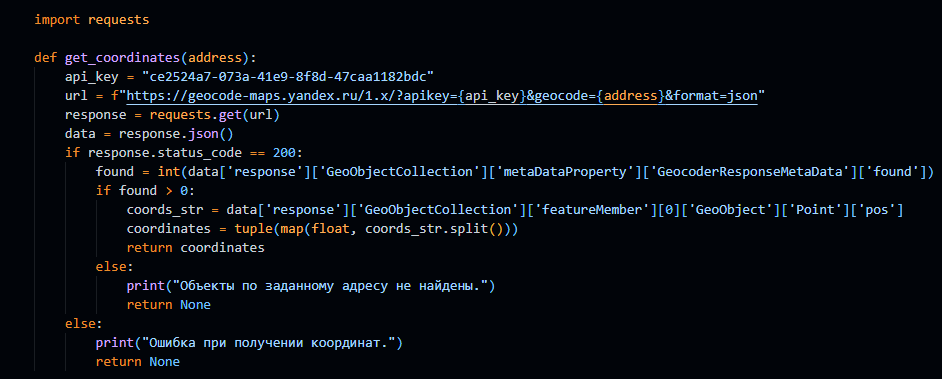 import requests
def get_coordinates(address):
api_key = "ce2524a7-073a-41e9-8f8d-47caa1182bdc"
url = f"https://geocode-maps.yandex.ru/1.x/?apikey={api_key}&geocode={address}&format=json"
response = requests.get(url)
data = response.json()
if response.status_code == 200:
found = int(data['response']['GeoObjectCollection']['metaDataProperty']['GeocoderResponseMetaData']['found'])
if found > 0:
coords_str = data['response']['GeoObjectCollection']['featureMember'][0]['GeoObject']['Point']['pos']
coordinates = tuple(map(float, coords_str.split()))
return coordinates
else:
print("Объекты по заданному адресу не найдены.")
return None
else:
print("Ошибка при получении координат.")
return None